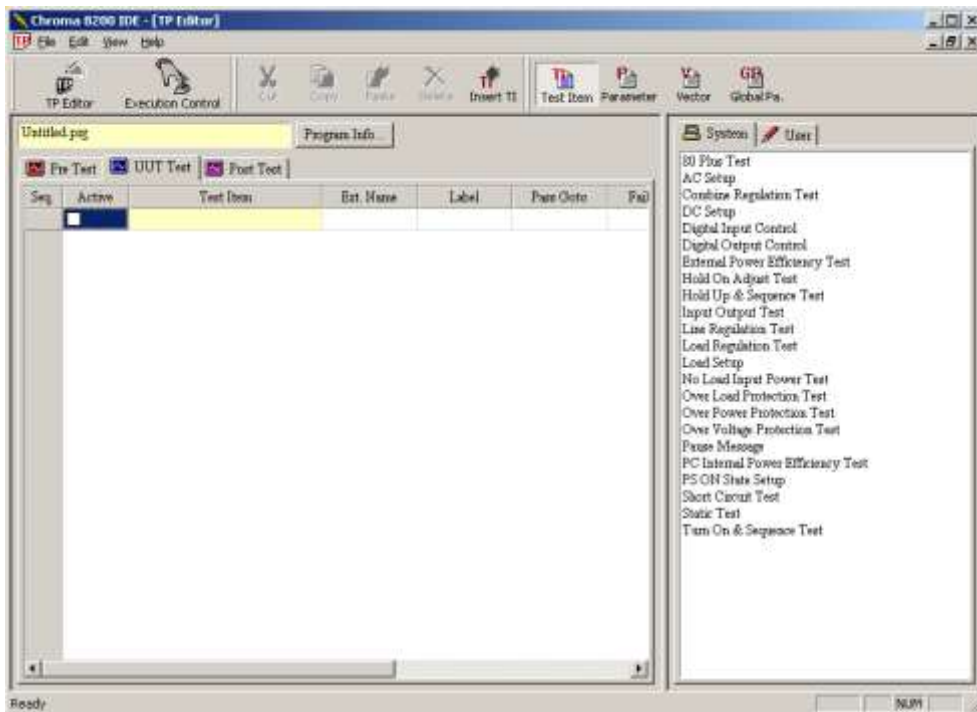 Chroma 8200 IDE - [TP Editor]
File Edit View Help
TP Editor Execution Control Cut Copy Paste Delete Insert TI Test Item Parameter Vector Global Pa.
Untitled.prg Program Info...
System User
Pre Test UUT Test Post Test
Seq. Active Test Item Ext. Name Label Pass Goto Fail
80 Plus Test
AC Setup
Combine Regulation Test
DC Setup
Digital Input Control
Digital Output Control
External Power Efficiency Test
Hold On Adjust Test
Hold Up & Sequence Test
Input Output Test
Line Regulation Test
Load Regulation Test
Load Setup
No Load Input Power Test
Over Load Protection Test
Over Power Protection Test
Over Voltage Protection Test
Pause Message
PC Internal Power Efficiency Test
PS ON State Setup
Short Circuit Test
Static Test
Turn On & Sequence Test
Ready NUM